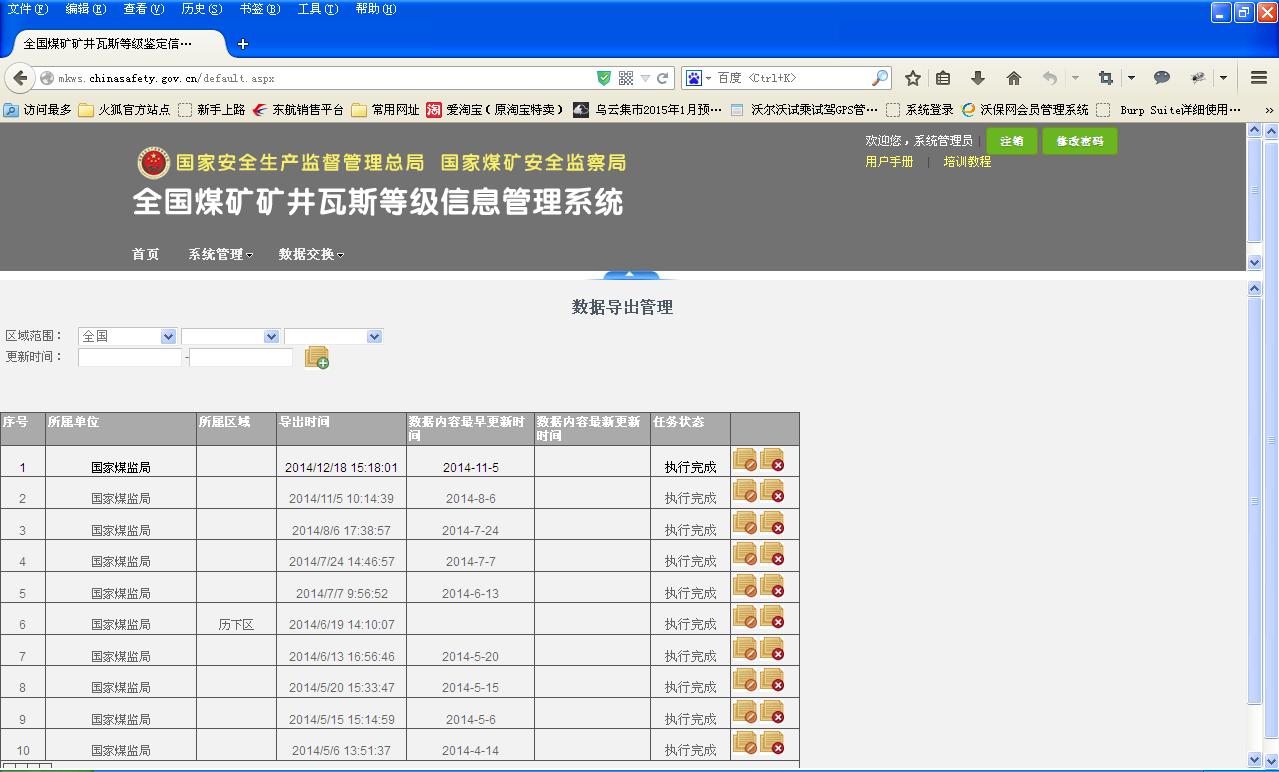 文件(F) 编辑(E) 查看(V) 历史(S) 书签(B) 工具(T) 帮助(H)
全国煤矿矿井瓦斯等级鉴定信… +
mkws.chinasafety.gov.cn/default.aspx 百度 <Ctrl+K>
访问最多 火狐官方站点 新手上路 东航销售平台 常用网址 淘 爱淘宝（原淘宝特卖） 乌云集市2015年1月列… 沃尔沃试乘试驾GPS管… 系统登录 沃保网会员管理系统 Burp Suite详细使用… »
欢迎您，系统管理员 | 注销 修改密码
用户手册 | 培训教程
国家安全生产监督管理总局 国家煤矿安全监察局
全国煤矿矿井瓦斯等级信息管理系统
首页 系统管理 数据交换
数据导出管理
区域范围： 全国
更新时间： -
序号 所属单位 所属区域 导出时间 数据内容最早更新时间 数据内容最新更新时间 任务状态
1 国家煤监局 2014/12/18 15:18:01 2014-11-5 执行完成
2 国家煤监局 2014/11/5 10:14:39 2014-8-6 执行完成
3 国家煤监局 2014/8/6 17:38:57 2014-7-24 执行完成
4 国家煤监局 2014/7/24 14:46:57 2014-7-7 执行完成
5 国家煤监局 2014/7/7 9:56:52 2014-6-13 执行完成
6 国家煤监局 历下区 2014/6/19 14:10:07 执行完成
7 国家煤监局 2014/6/13 16:56:46 2014-5-20 执行完成
8 国家煤监局 2014/5/20 15:33:47 2014-5-15 执行完成
9 国家煤监局 2014/5/15 15:14:59 2014-5-6 执行完成
10 国家煤监局 2014/5/6 13:51:37 2014-4-14 执行完成